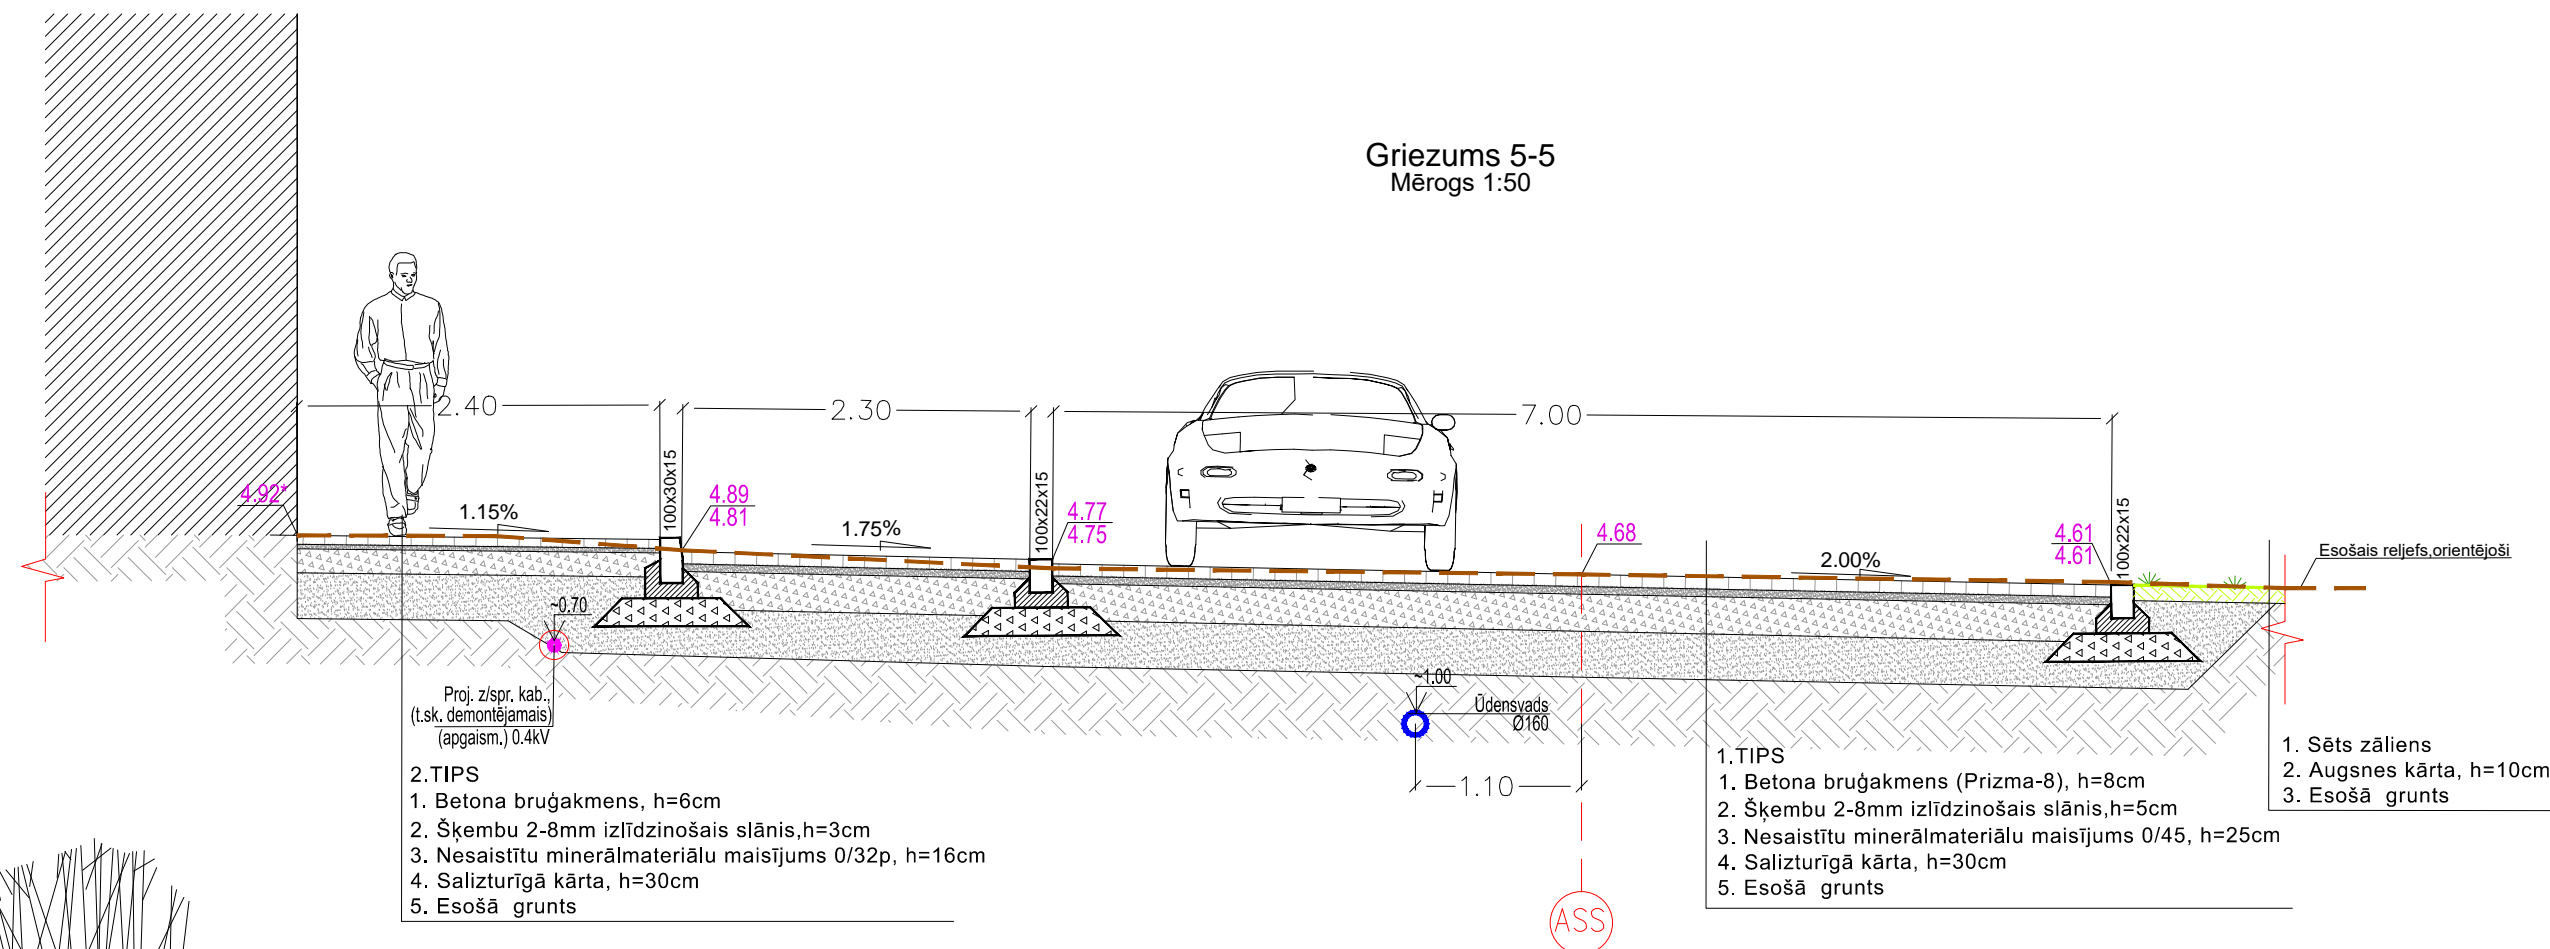 Griezums 5-5
Mērogs 1:50
2.40
2.30
7.00
100x30x15
100x22x15
100x22x15
4.92*
1.15%
4.89
4.81
1.75%
4.77
4.75
4.68
2.00%
4.61
4.61
Esošais reljefs,orientējoši
~0.70
~1.00
Proj. z/spr. kab.,
(t.sk. demontējamais)
(apgaism.) 0.4kV
Ūdensvads
Ø160
1.10
ASS
2.TIPS
1. Betona bruģakmens, h=6cm
2. Šķembu 2-8mm izlīdzinošais slānis,h=3cm
3. Nesaistītu minerālmateriālu maisījums 0/32p, h=16cm
4. Salizturīgā kārta, h=30cm
5. Esošā grunts
1.TIPS
1. Betona bruģakmens (Prizma-8), h=8cm
2. Šķembu 2-8mm izlīdzinošais slānis,h=5cm
3. Nesaistītu minerālmateriālu maisījums 0/45, h=25cm
4. Salizturīgā kārta, h=30cm
5. Esošā grunts
1. Sēts zāliens
2. Augsnes kārta, h=10cm
3. Esošā grunts